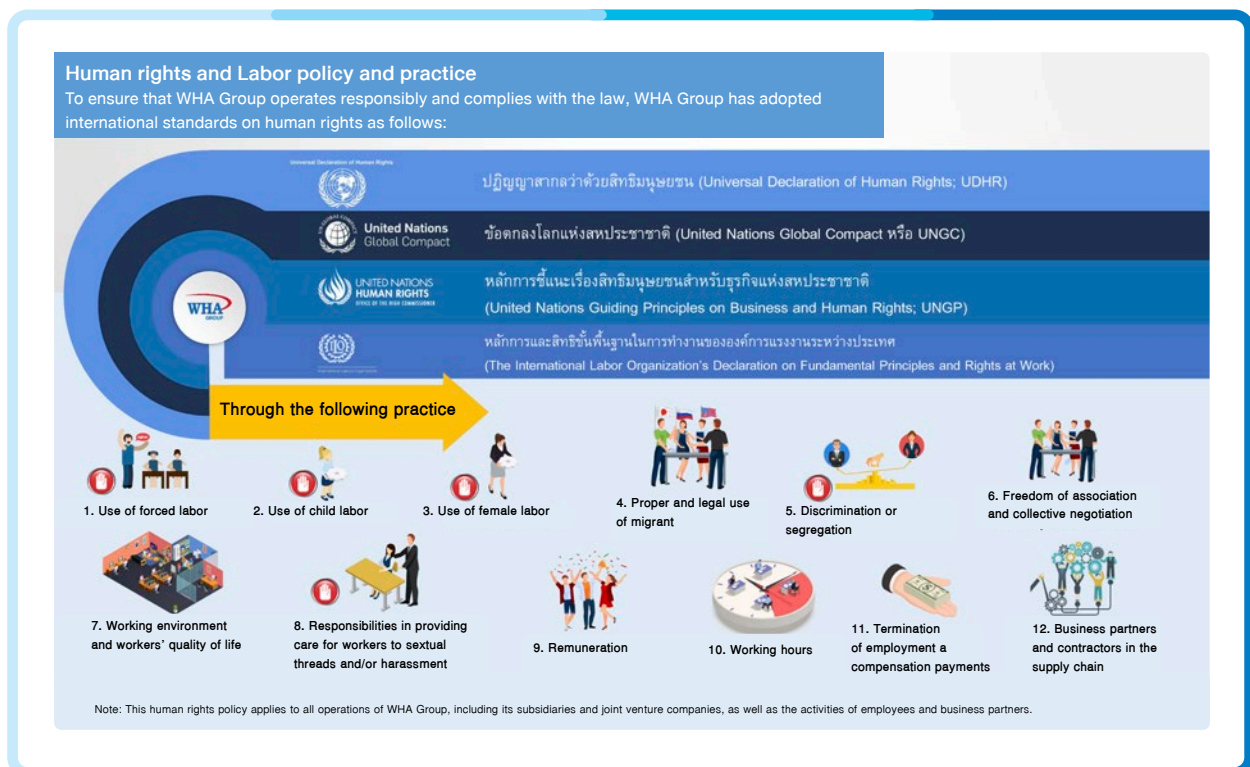 Human rights and Labor policy and practice
To ensure that WHA Group operates responsibly and complies with the law, WHA Group has adopted
international standards on human rights as follows:
Universal Declaration of Human Rights
ปฏิญญาสากลว่าด้วยสิทธิมนุษยชน (Universal Declaration of Human Rights; UDHR)
United Nations
Global Compact
ข้อตกลงโลกแห่งสหประชาชาติ (United Nations Global Compact หรือ UNGC)
UNITED NATIONS
HUMAN RIGHTS
OFFICE OF THE HIGH COMMISSIONER
หลักการชี้แนะเรื่องสิทธิมนุษยชนสำหรับธุรกิจแห่งสหประชาชาติ
(United Nations Guiding Principles on Business and Human Rights; UNGP)
WHA
GROUP
หลักการและสิทธิขั้นพื้นฐานในการทำงานขององค์การแรงงานระหว่างประเทศ
(The International Labor Organization's Declaration on Fundamental Principles and Rights at Work)
Through the following practice
1. Use of forced labor
2. Use of child labor
3. Use of female labor
4. Proper and legal use
of migrant
5. Discrimination or
segregation
6. Freedom of association
and collective negotiation
7. Working environment
and workers' quality of life
8. Responsibilities in providing
care for workers to sextual
threads and/or harassment
9. Remuneration
10. Working hours
11. Termination
of employment a
compensation payments
12. Business partners
and contractors in the
supply chain
Note: This human rights policy applies to all operations of WHA Group, including its subsidiaries and joint venture companies, as well as the activities of employees and business partners.